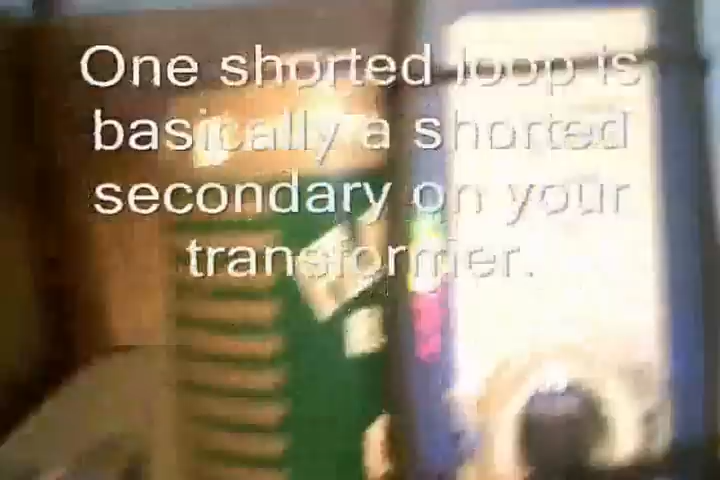 One shorted loop is
basically a shorted
secondary on your
transformer.